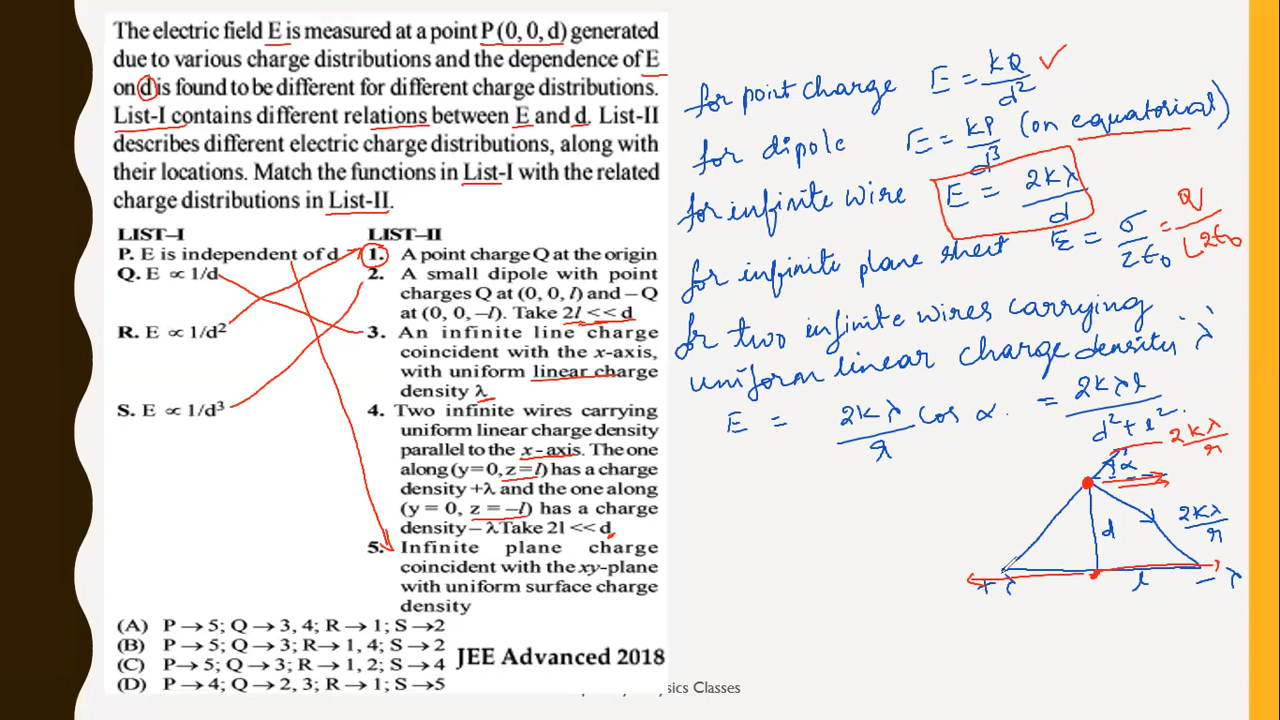 The electric field E is measured at a point P (0, 0, d) generated
due to various charge distributions and the dependence of E
on d is found to be different for different charge distributions.
List-I contains different relations between E and d. List-II
describes different electric charge distributions, along with
their locations. Match the functions in List-I with the related
charge distributions in List-II.
LIST–I
P. E is independent of d
Q. E ∝ 1/d
R. E ∝ 1/d²
S. E ∝ 1/d³
LIST–II
1. A point charge Q at the origin
2. A small dipole with point
charges Q at (0, 0, l) and – Q
at (0, 0, –l). Take 2l << d
3. An infinite line charge
coincident with the x-axis,
with uniform linear charge
density λ
4. Two infinite wires carrying
uniform linear charge density
parallel to the x - axis. The one
along (y=0, z=l) has a charge
density +λ and the one along
(y = 0, z = –l) has a charge
density– λ Take 2l << d
5. Infinite plane charge
coincident with the xy-plane
with uniform surface charge
density
(A) P → 5; Q → 3, 4; R → 1; S →2
(B) P → 5; Q → 3; R→ 1, 4; S → 2
(C) P→ 5; Q → 3; R→ 1, 2; S → 4
(D) P → 4; Q → 2, 3; R → 1; S →5
JEE Advanced 2018
Physics Classes
for point charge E = kQ/d² ✓
for dipole E = kP/d³ (on equatorial)
for infinite wire E = 2kλ/d
for infinite plane sheet E = σ/2ε₀ = Q/L²2ε₀
for two infinite wires carrying
uniform linear charge density 'λ'
E = 2kλ/r cos α = 2kλl/d²+l².
2kλ/r
α
2kλ/r
d
+λ
l
–λ